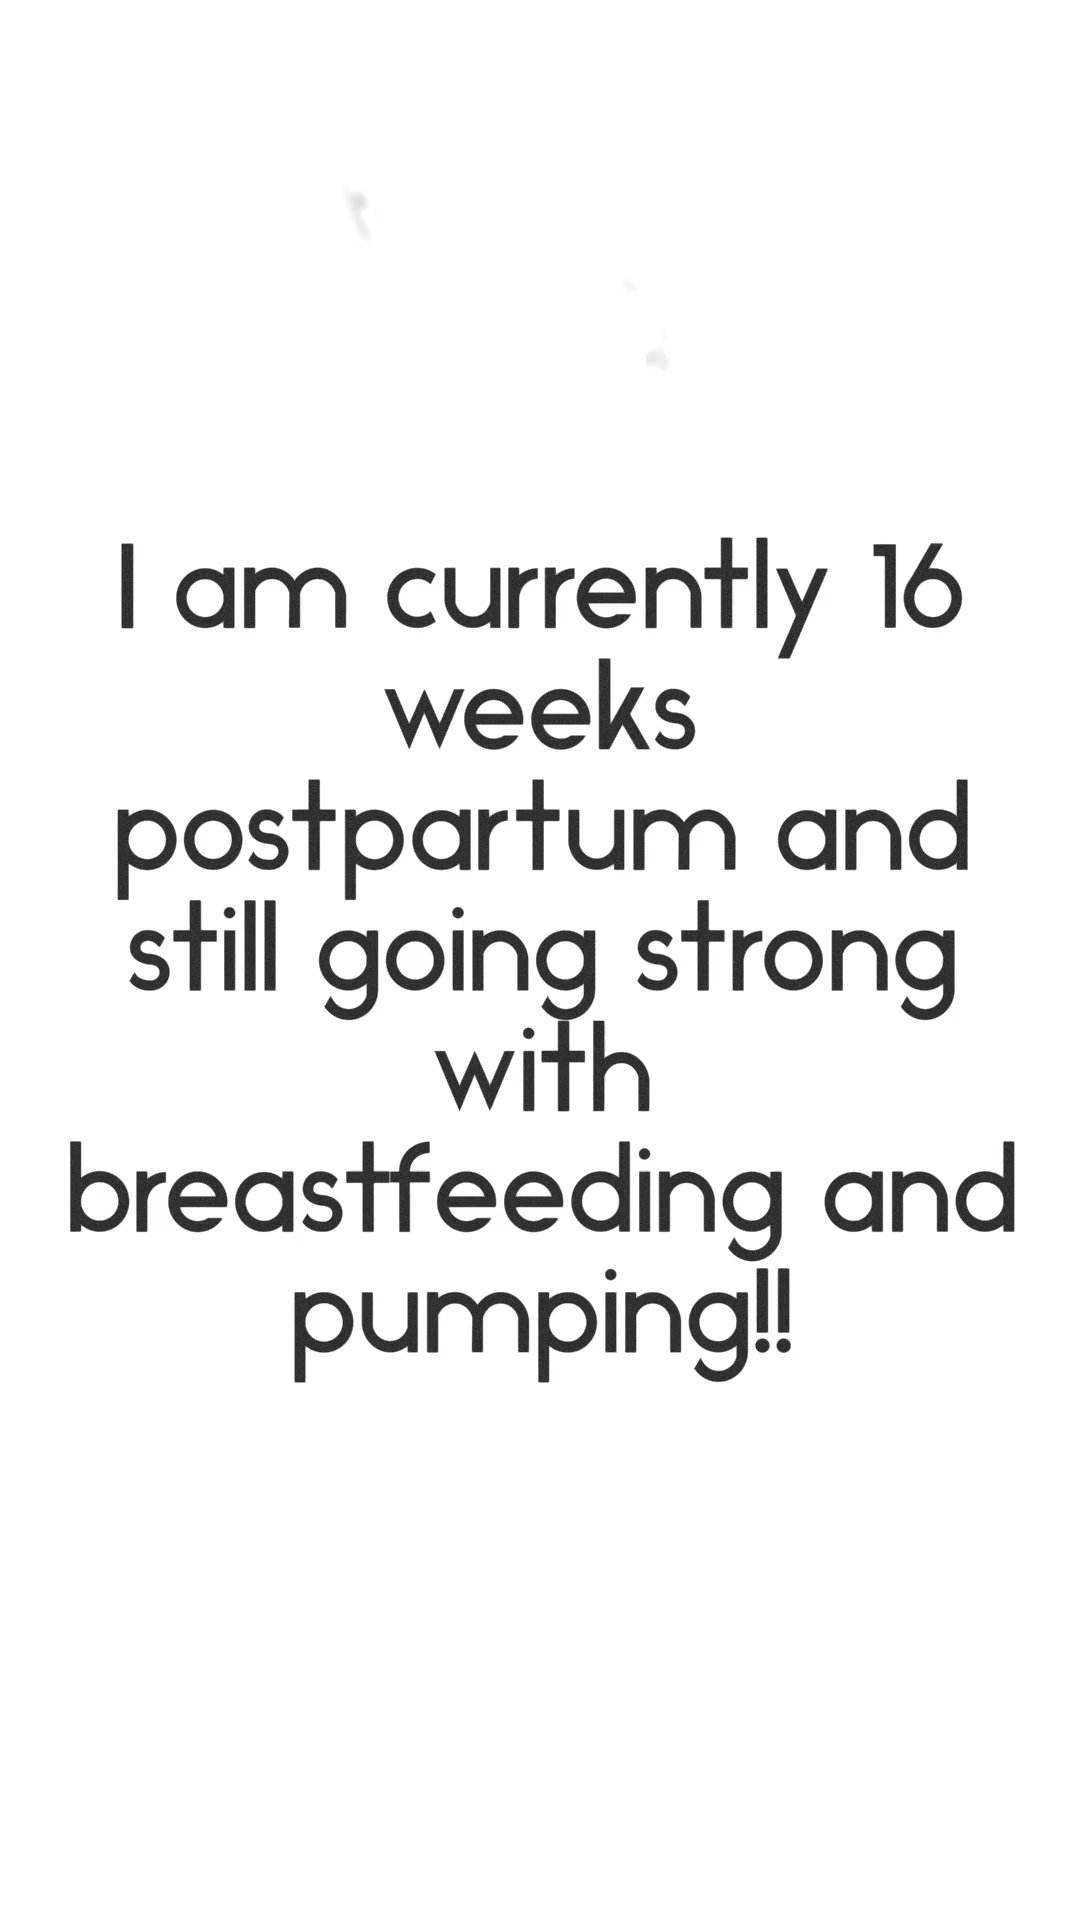 I am currently 16
weeks
postpartum and
still going strong
with
breastfeeding and
pumping!!